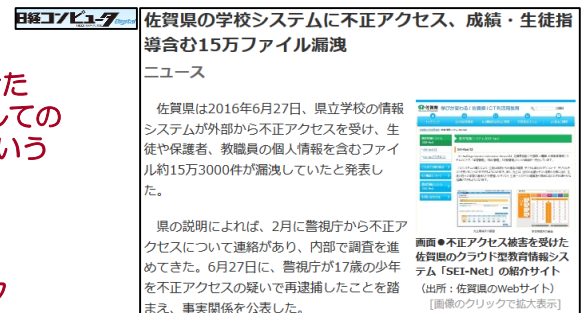 日経コンピュータDigital
佐賀県の学校システムに不正アクセス、成績・生徒指
導含む15万ファイル漏洩
ニュース
た
ての
いう
佐賀県は2016年6月27日、県立学校の情報
システムが外部から不正アクセスを受け、生
徒や保護者、教職員の個人情報を含むファイ
ル約15万3000件が漏洩していたと発表し
た。
県の説明によれば、2月に警視庁から不正ア
クセスについて連絡があり、内部で調査を進
めてきた。6月27日に、警視庁が17歳の少年
を不正アクセスの疑いで再逮捕したことを踏
まえ、事実関係を公表した。
画面●不正アクセス被害を受けた
佐賀県のクラウド型教育情報シス
テム「SEI-Net」の紹介サイト
（出所：佐賀県のWebサイト）
[画像のクリックで拡大表示]